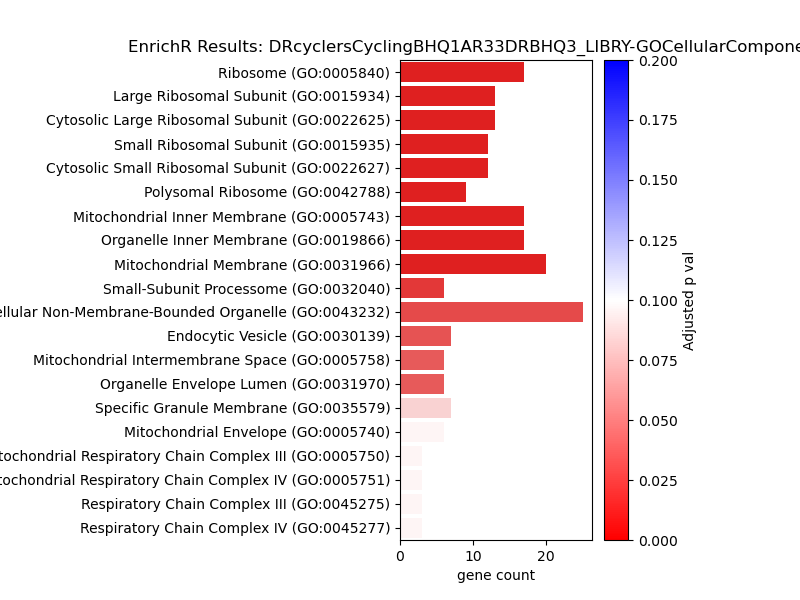 EnrichR Results: DRcyclersCyclingBHQ1AR33DRBHQ3_LIBRY-GOCellularCompone
Ribosome (GO:0005840)
Large Ribosomal Subunit (GO:0015934)
Cytosolic Large Ribosomal Subunit (GO:0022625)
Small Ribosomal Subunit (GO:0015935)
Cytosolic Small Ribosomal Subunit (GO:0022627)
Polysomal Ribosome (GO:0042788)
Mitochondrial Inner Membrane (GO:0005743)
Organelle Inner Membrane (GO:0019866)
Mitochondrial Membrane (GO:0031966)
Small-Subunit Processome (GO:0032040)
ellular Non-Membrane-Bounded Organelle (GO:0043232)
Endocytic Vesicle (GO:0030139)
Mitochondrial Intermembrane Space (GO:0005758)
Organelle Envelope Lumen (GO:0031970)
Specific Granule Membrane (GO:0035579)
Mitochondrial Envelope (GO:0005740)
tochondrial Respiratory Chain Complex III (GO:0005750)
tochondrial Respiratory Chain Complex IV (GO:0005751)
Respiratory Chain Complex III (GO:0045275)
Respiratory Chain Complex IV (GO:0045277)
0 10 20
gene count
0.200
0.175
0.150
0.125
0.100
0.075
0.050
0.025
0.000
Adjusted p val